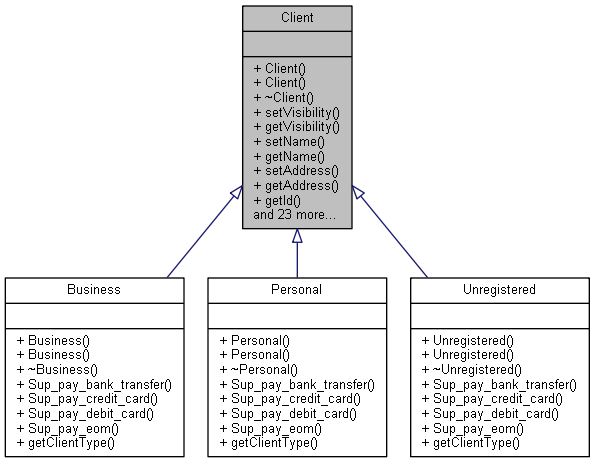 Client
+ Client()
+ Client()
+ ~Client()
+ setVisibility()
+ getVisibility()
+ setName()
+ getName()
+ setAddress()
+ getAddress()
+ getId()
and 23 more...
Business
+ Business()
+ Business()
+ ~Business()
+ Sup_pay_bank_transfer()
+ Sup_pay_credit_card()
+ Sup_pay_debit_card()
+ Sup_pay_eom()
+ getClientType()
Personal
+ Personal()
+ Personal()
+ ~Personal()
+ Sup_pay_bank_transfer()
+ Sup_pay_credit_card()
+ Sup_pay_debit_card()
+ Sup_pay_eom()
+ getClientType()
Unregistered
+ Unregistered()
+ Unregistered()
+ ~Unregistered()
+ Sup_pay_bank_transfer()
+ Sup_pay_credit_card()
+ Sup_pay_debit_card()
+ Sup_pay_eom()
+ getClientType()